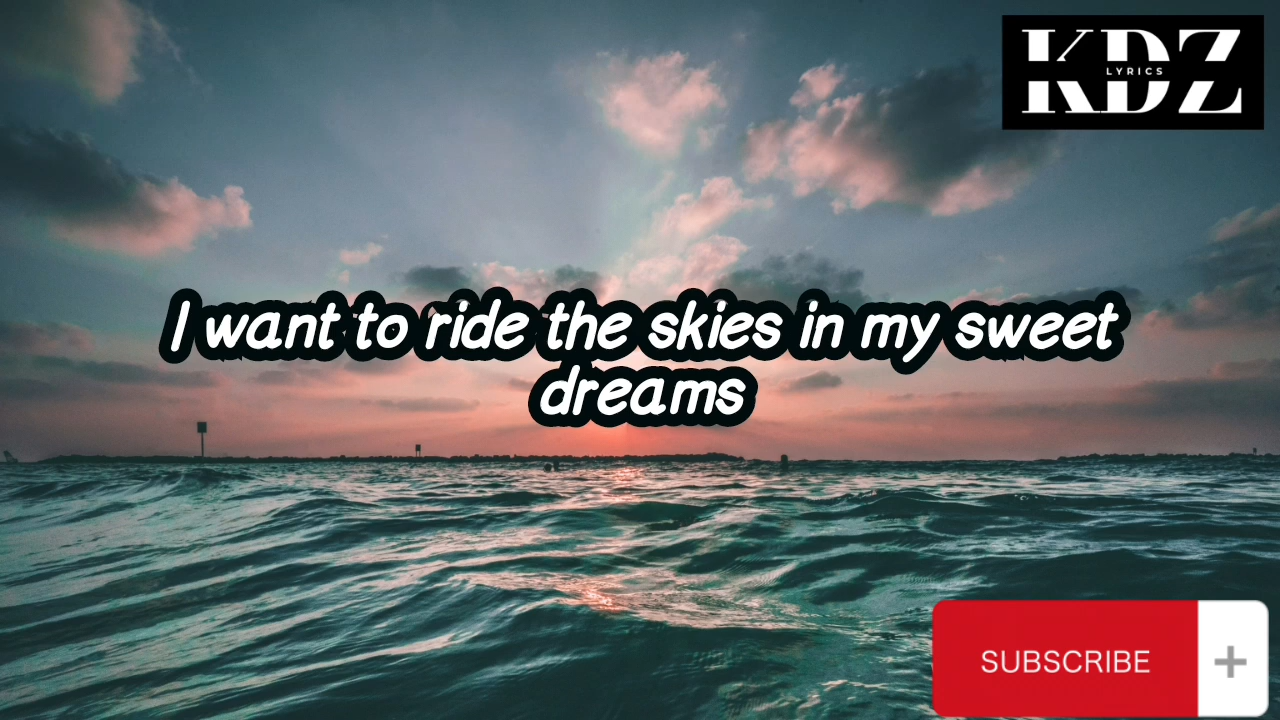 KDZ
LYRICS
I want to ride the skies in my sweet
dreams
SUBSCRIBE
+